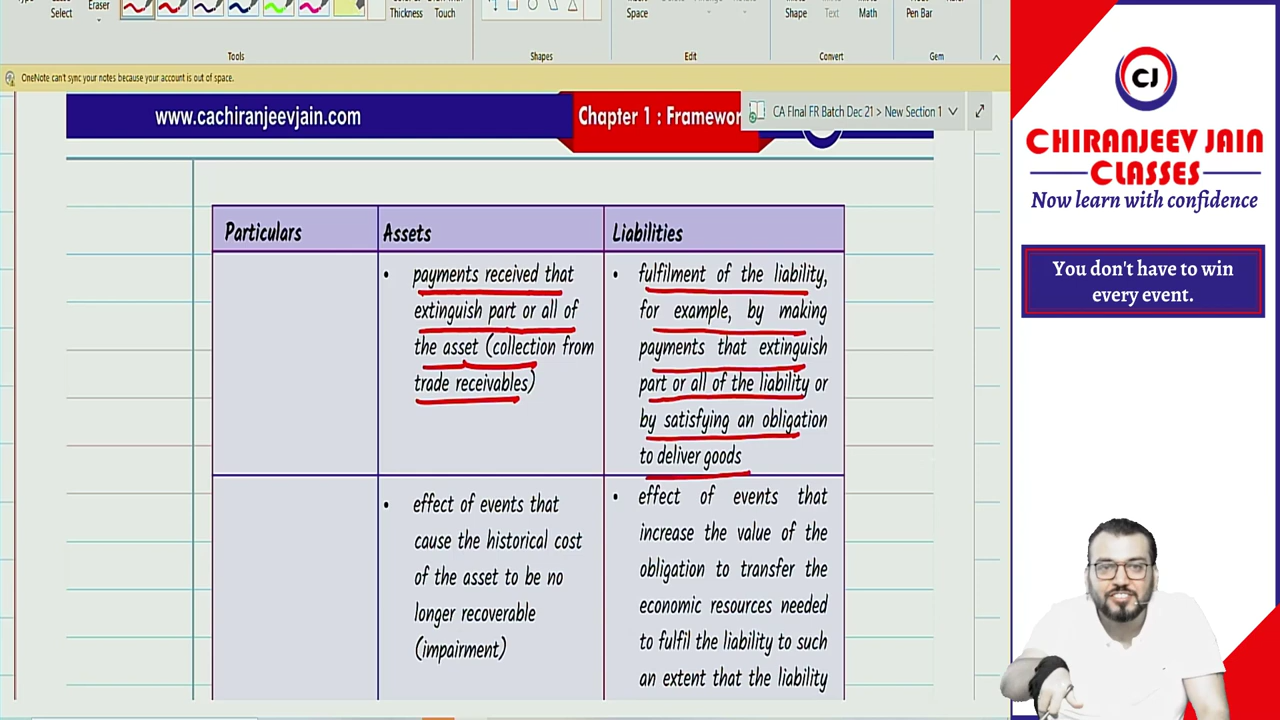 Select
Eraser
Thickness
Touch
Space
Shape
Text
Math
Pen Bar
Tools
Shapes
Edit
Convert
Gem
OneNote can't sync your notes because your account is out of space.
www.cachiranjeevjain.com
Chapter 1 : Framewor
CA FInal FR Batch Dec 21 > New Section 1
Particulars
Assets
Liabilities
• payments received that
extinguish part or all of
the asset (collection from
trade receivables)
• fulfilment of the liability,
for example, by making
payments that extinguish
part or all of the liability or
by satisfying an obligation
to deliver goods
• effect of events that
cause the historical cost
of the asset to be no
longer recoverable
(impairment)
• effect of events that
increase the value of the
obligation to transfer the
economic resources needed
to fulfil the liability to such
an extent that the liability
CJ
CHIRANJEEV JAIN
CLASSES
Now learn with confidence
You don't have to win
every event.